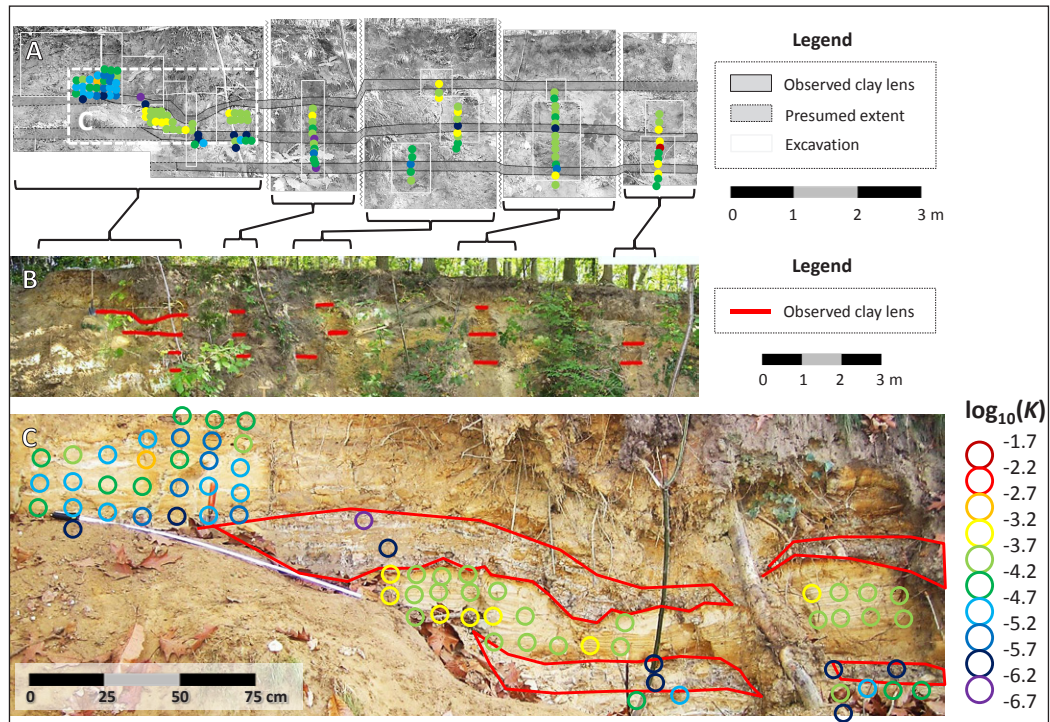 A
C
Legend
Observed clay lens
Presumed extent
Excavation
0 1 2 3 m
B
Legend
Observed clay lens
0 1 2 3 m
C
0 25 50 75 cm
log10(K)
-1.7
-2.2
-2.7
-3.2
-3.7
-4.2
-4.7
-5.2
-5.7
-6.2
-6.7